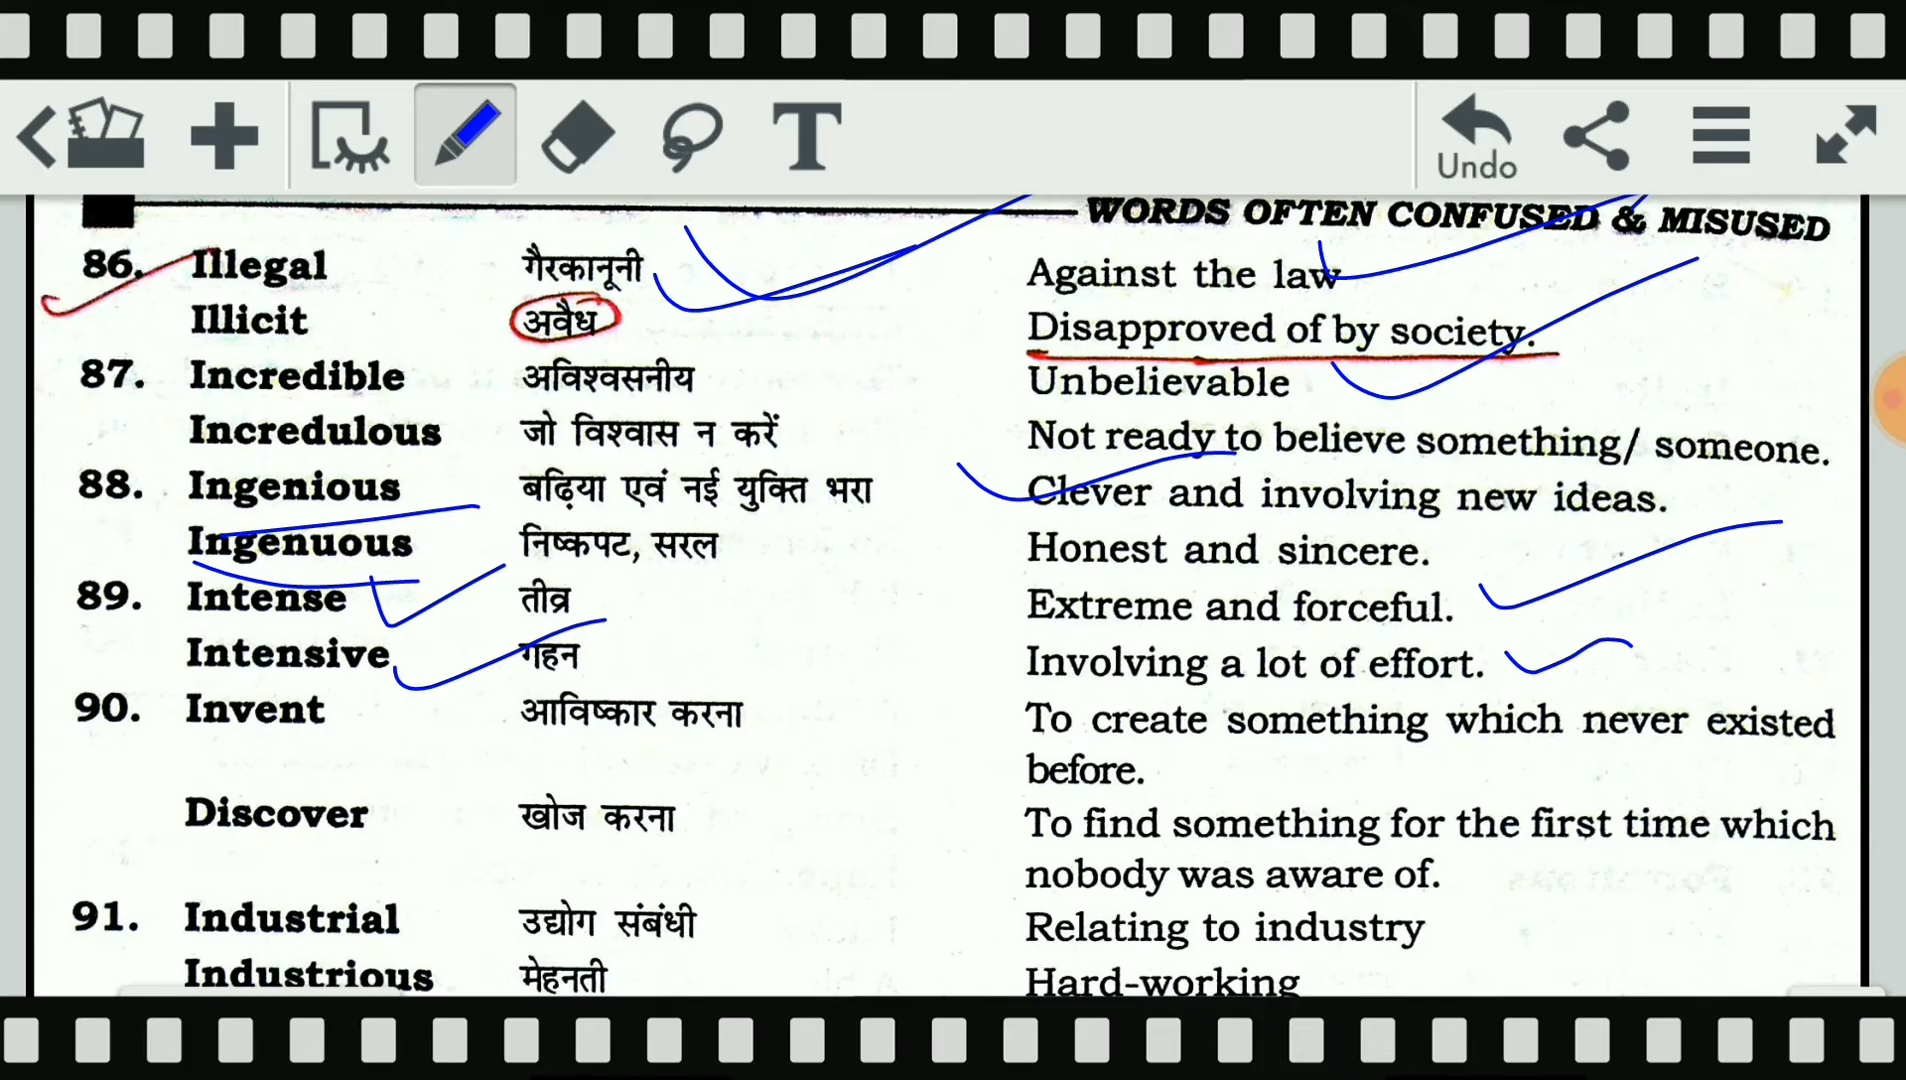 Undo
WORDS OFTEN CONFUSED & MISUSED
86. Illegal गैरकानूनी Against the law
Illicit अवैध Disapproved of by society.
87. Incredible अविश्वसनीय Unbelievable
Incredulous जो विश्वास न करें Not ready to believe something/ someone.
88. Ingenious बढ़िया एवं नई युक्ति भरा Clever and involving new ideas.
Ingenuous निष्कपट, सरल Honest and sincere.
89. Intense तीव्र Extreme and forceful.
Intensive गहन Involving a lot of effort.
90. Invent आविष्कार करना To create something which never existed
before.
Discover खोज करना To find something for the first time which
nobody was aware of.
91. Industrial उद्योग संबंधी Relating to industry
Industrious मेहनती Hard-working